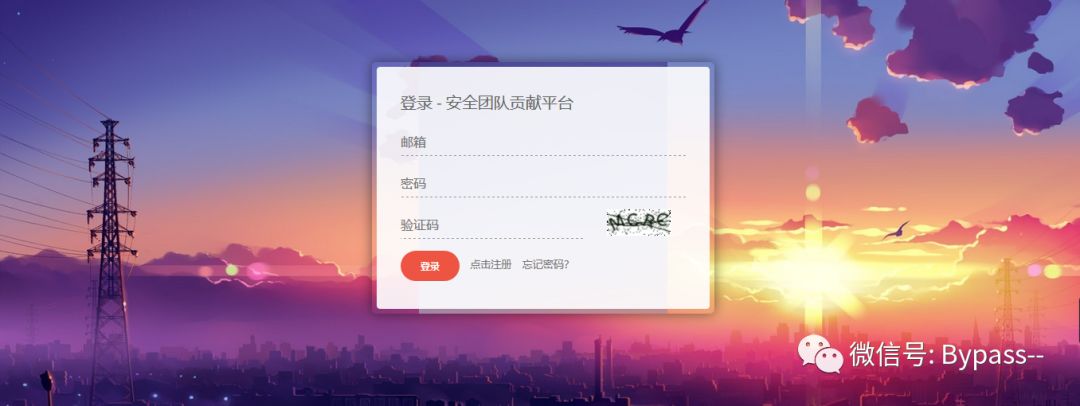 登录 - 安全团队贡献平台
邮箱
密码
验证码
登录 点击注册 忘记密码?
微信号: Bypass--